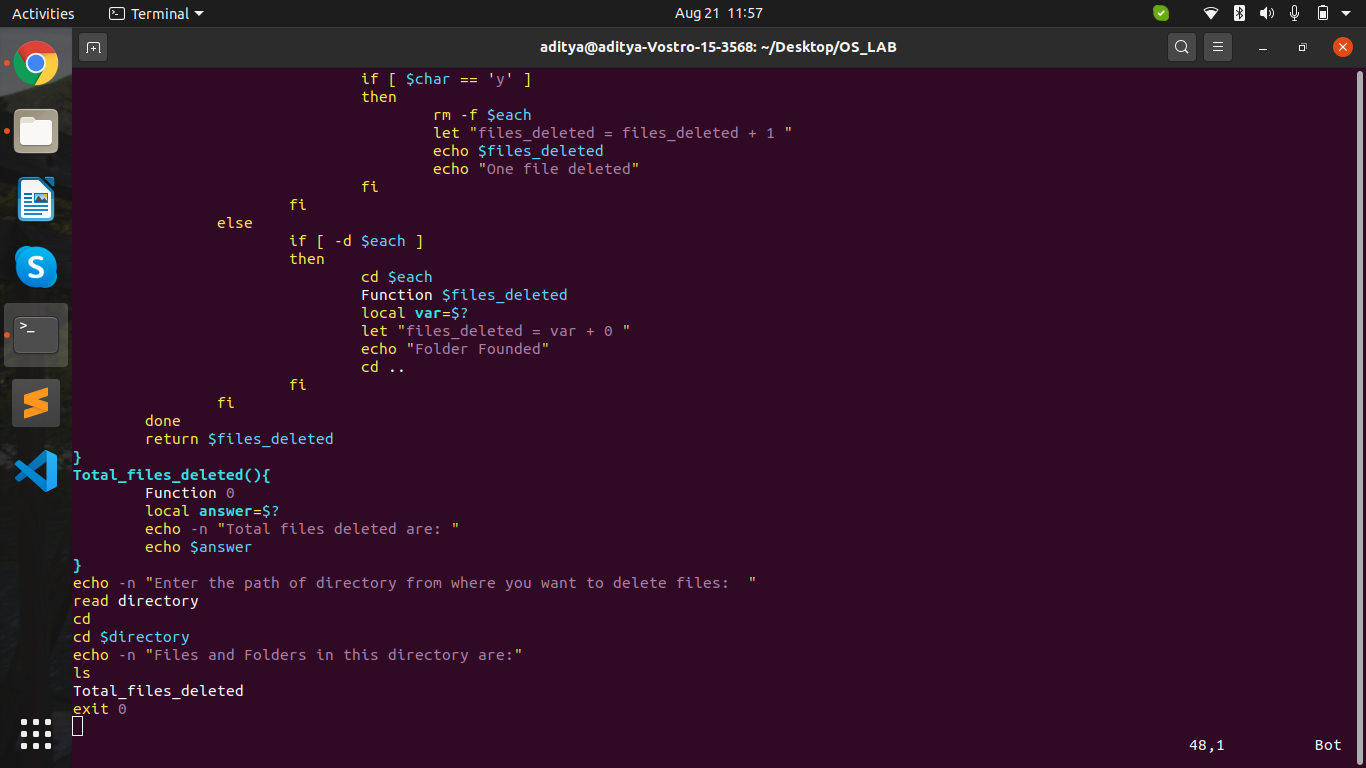 Activities Terminal Aug 21 11:57
aditya@aditya-Vostro-15-3568: ~/Desktop/OS_LAB
if [ $char == 'y' ]
then
rm -f $each
let "files_deleted = files_deleted + 1 "
echo $files_deleted
echo "One file deleted"
fi
fi
else
if [ -d $each ]
then
cd $each
Function $files_deleted
local var=$?
let "files_deleted = var + 0 "
echo "Folder Founded"
cd ..
fi
fi
done
return $files_deleted
}
Total_files_deleted(){
Function 0
local answer=$?
echo -n "Total files deleted are: "
echo $answer
}
echo -n "Enter the path of directory from where you want to delete files:  "
read directory
cd
cd $directory
echo -n "Files and Folders in this directory are:"
ls
Total_files_deleted
exit 0
48,1 Bot